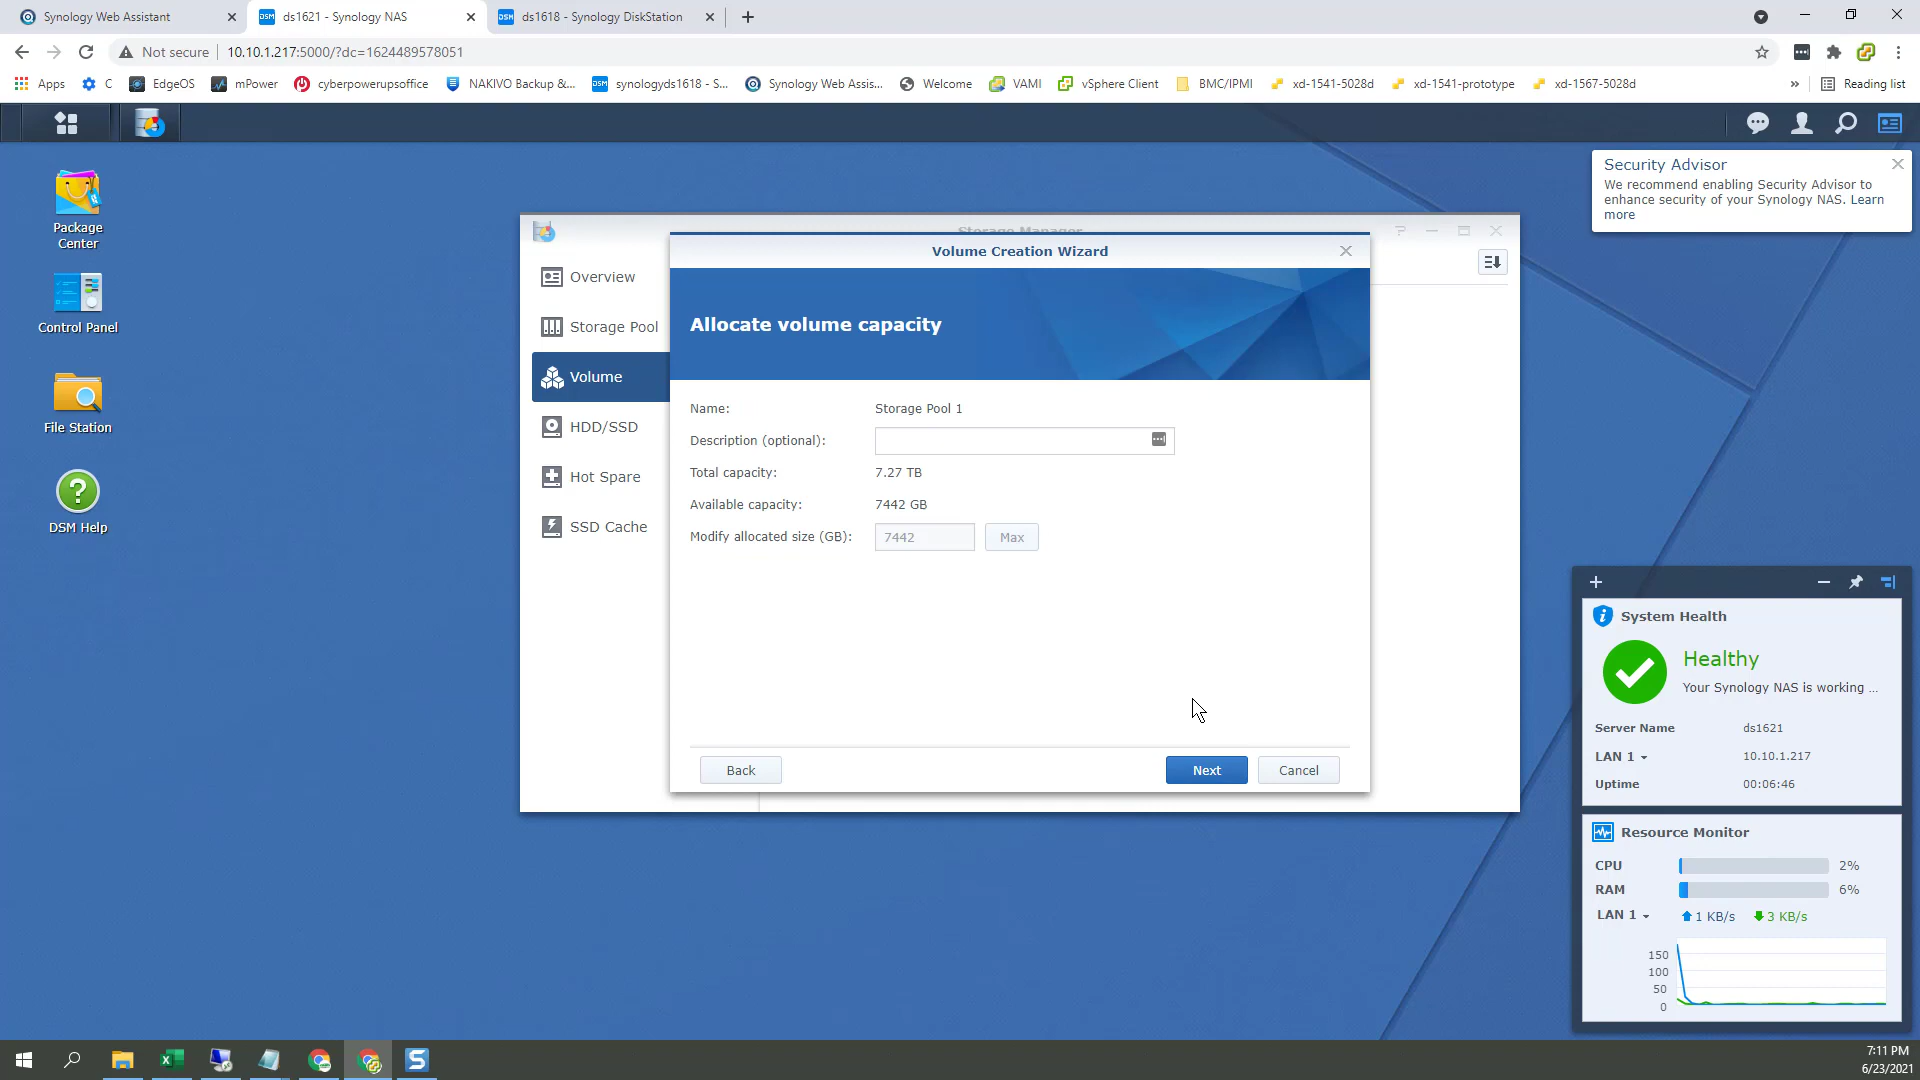 Synology Web Assistant
ds1621 - Synology NAS
ds1618 - Synology DiskStation
Not secure
10.10.1.217:5000/?dc=1624489578051
Apps
C
EdgeOS
mPower
cyberpowerupsoffice
NAKIVO Backup &...
synologyds1618 - S...
Synology Web Assis...
Welcome
VAMI
vSphere Client
BMC/IPMI
xd-1541-5028d
xd-1541-prototype
xd-1567-5028d
»
Reading list
Package
Center
Control Panel
File Station
DSM Help
Security Advisor
We recommend enabling Security Advisor to
enhance security of your Synology NAS. Learn
more
Storage Manager
Overview
Storage Pool
Volume
HDD/SSD
Hot Spare
SSD Cache
Volume Creation Wizard
Allocate volume capacity
Name: Storage Pool 1
Description (optional):
Total capacity: 7.27 TB
Available capacity: 7442 GB
Modify allocated size (GB): 7442 Max
Back
Next
Cancel
System Health
Healthy
Your Synology NAS is working ...
Server Name ds1621
LAN 1 10.10.1.217
Uptime 00:06:46
Resource Monitor
CPU 2%
RAM 6%
LAN 1 1 KB/s 3 KB/s
150
100
50
0
7:11 PM
6/23/2021